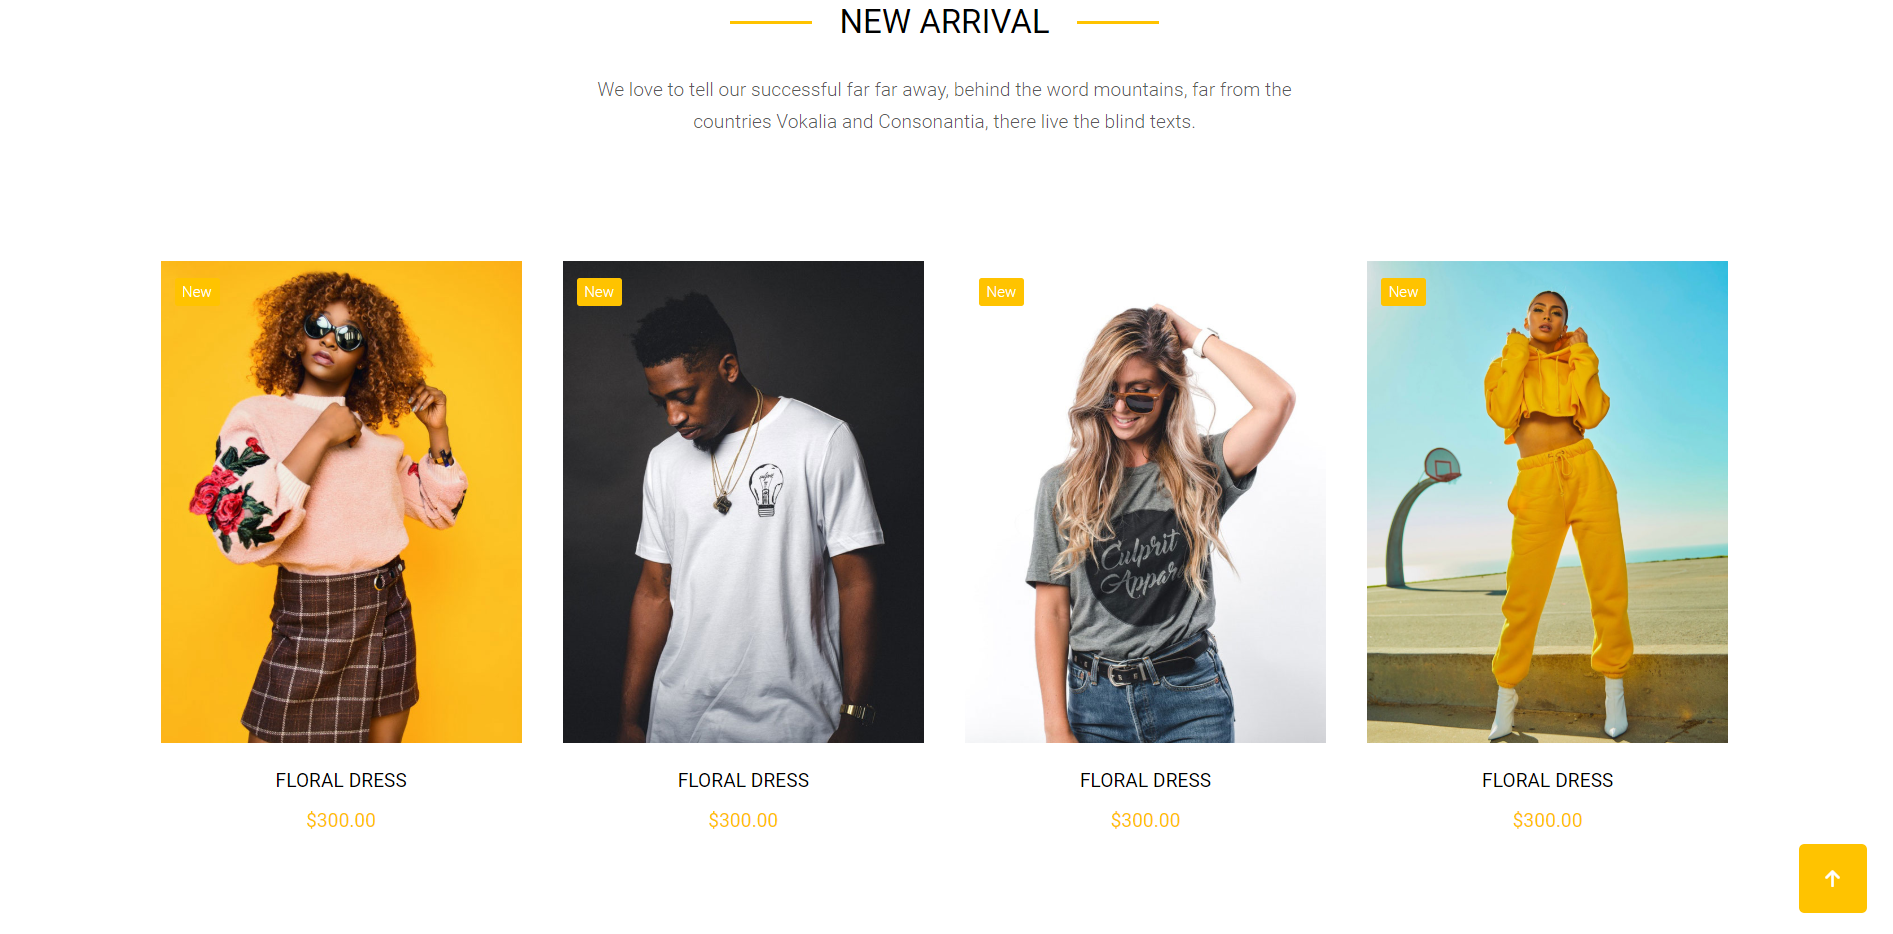 NEW ARRIVAL
We love to tell our successful far far away, behind the word mountains, far from the
countries Vokalia and Consonantia, there live the blind texts.
New
New
New
New
Culprit
Appare
FLORAL DRESS
FLORAL DRESS
FLORAL DRESS
FLORAL DRESS
$300.00
$300.00
$300.00
$300.00